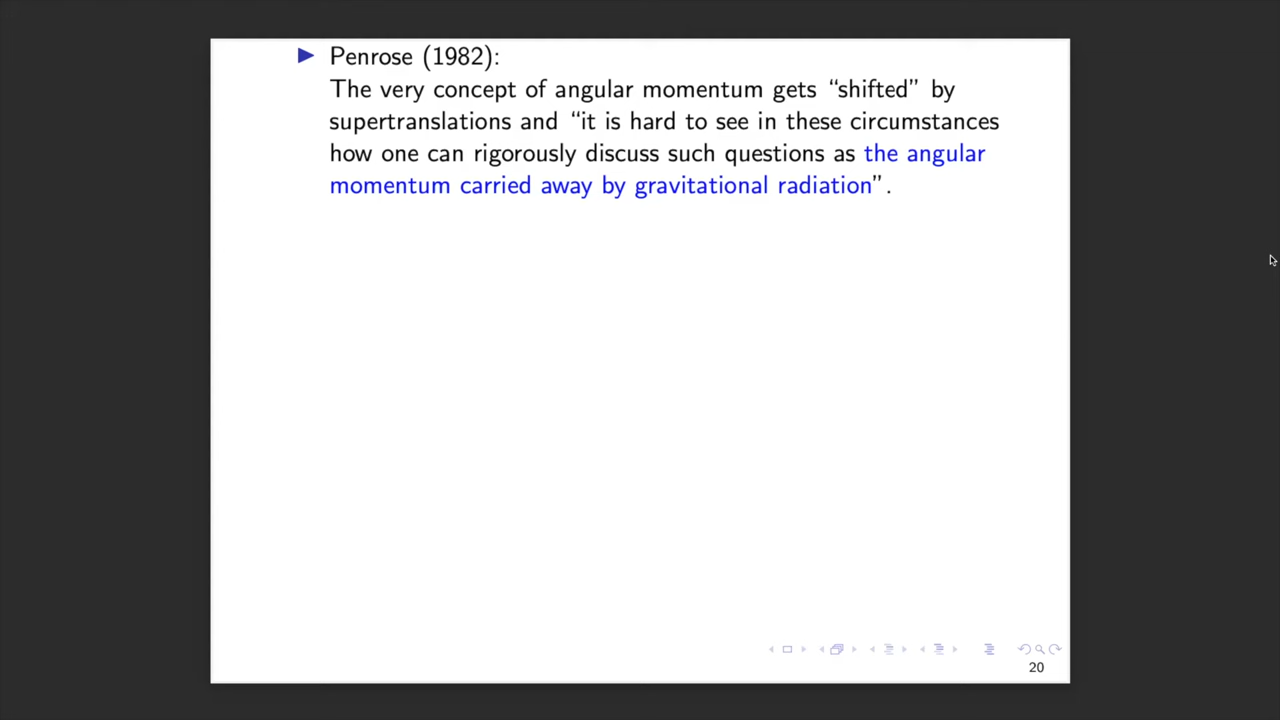 Penrose (1982):
The very concept of angular momentum gets “shifted” by
supertranslations and “it is hard to see in these circumstances
how one can rigorously discuss such questions as the angular
momentum carried away by gravitational radiation”.
20